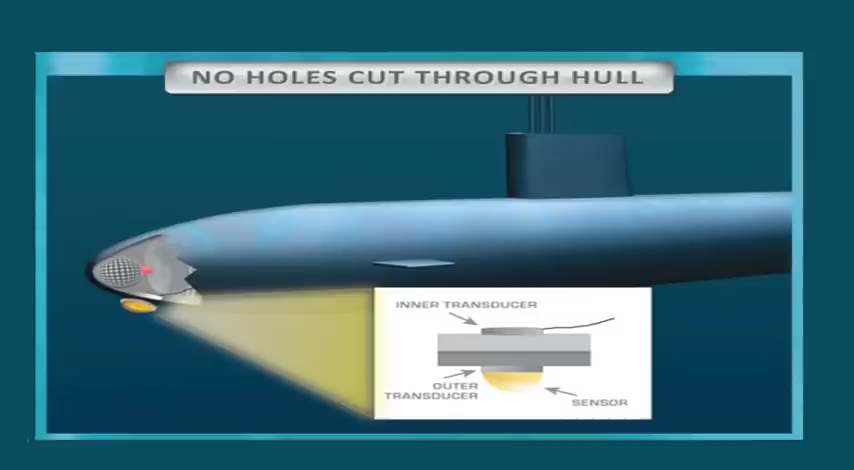 NO HOLES CUT THROUGH HULL
INNER TRANSDUCER
OUTER
TRANSDUCER
SENSOR